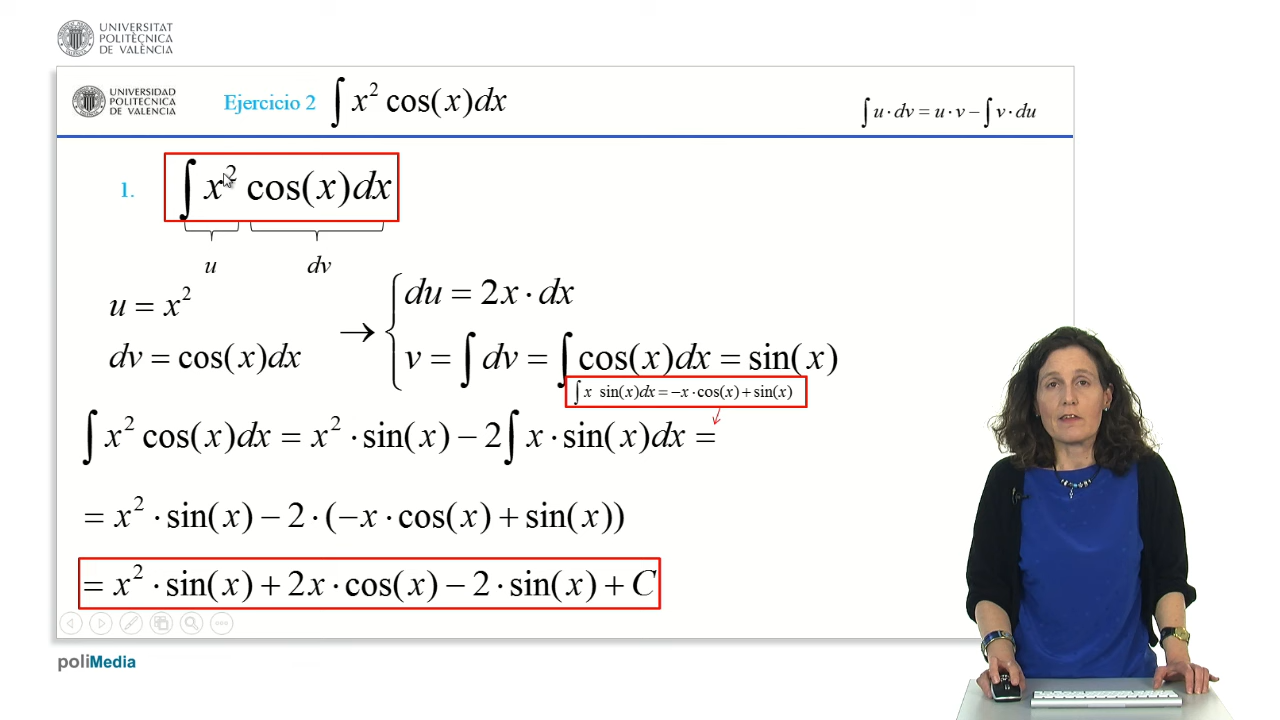 UNIVERSITAT
POLITÈCNICA
DE VALÈNCIA
UNIVERSIDAD
POLITECNICA
DE VALENCIA
Ejercicio 2 ∫ x² cos(x)dx
∫ u · dv = u · v − ∫ v · du
1. ∫ x² cos(x)dx
u dv
u = x²
dv = cos(x)dx
→ { du = 2x · dx
v = ∫ dv = ∫ cos(x)dx = sin(x)
∫ x sin(x)dx = −x · cos(x) + sin(x)
∫ x² cos(x)dx = x² · sin(x) − 2 ∫ x · sin(x)dx =
= x² · sin(x) − 2 · (−x · cos(x) + sin(x))
= x² · sin(x) + 2x · cos(x) − 2 · sin(x) + C
poliMedia